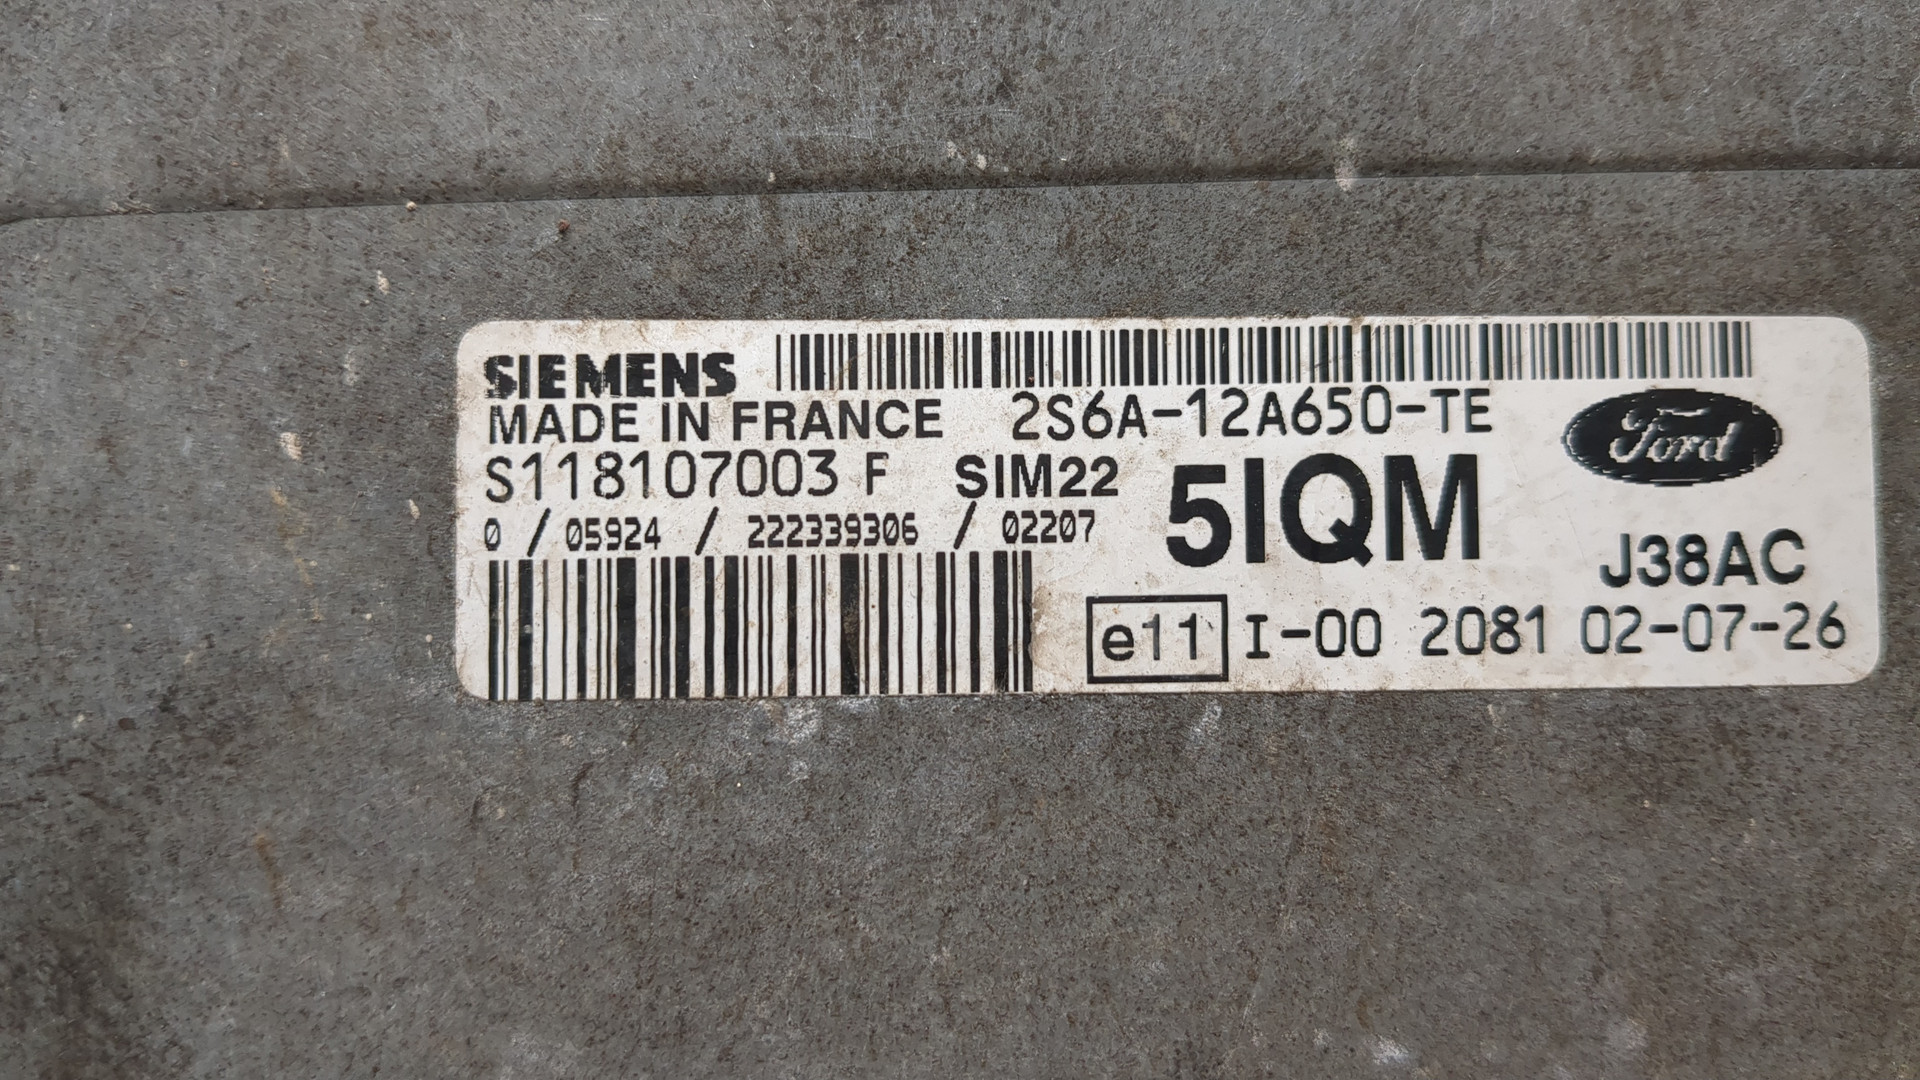 SIEMENS
MADE IN FRANCE 2S6A-12A650-TE
Ford
S118107003 F SIM22 5IQM
0 / 05924 / 222339306 / 02207
J38AC
e11 I-00 2081 02-07-26